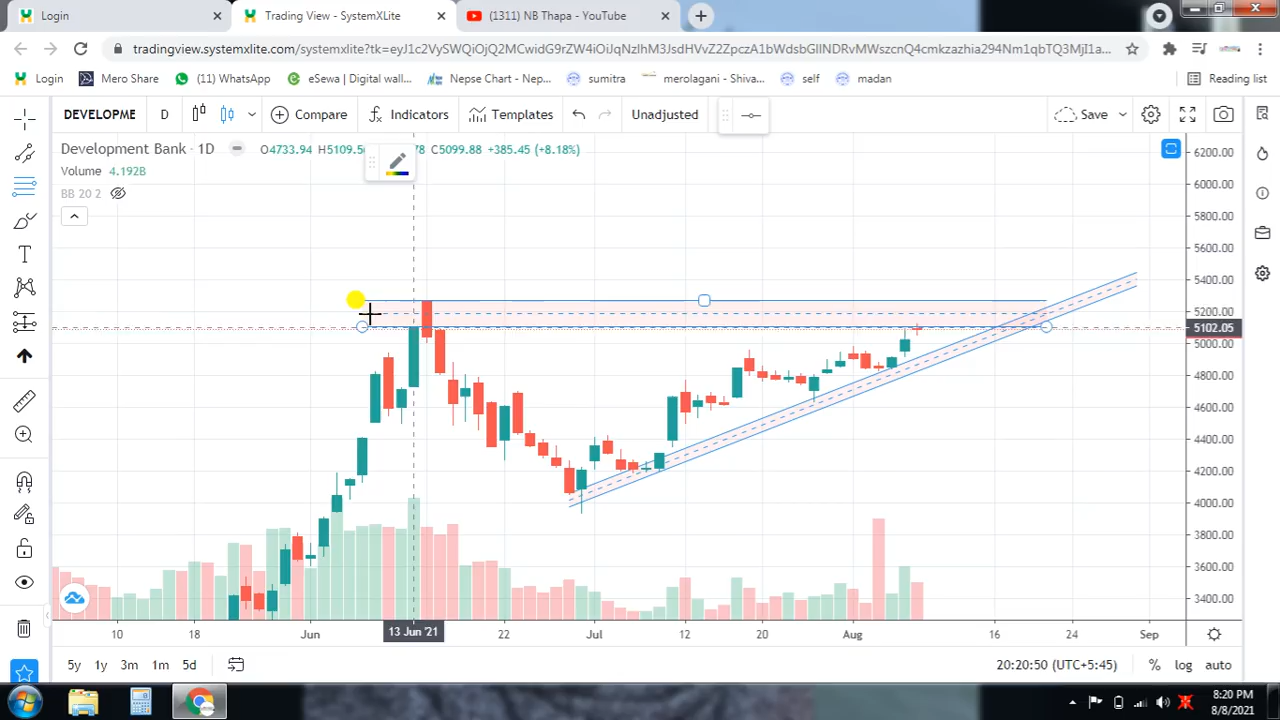 Login
Trading View - SystemXLite
(1311) NB Thapa - YouTube
tradingview.systemxlite.com/systemxlite?tk=
Login
Mero Share
(11) WhatsApp
eSewa | Digital wall...
Nepse Chart - Nep...
sumitra
merolagani - Shiva...
self
madan
Reading list
DEVELOPME
D
Compare
Indicators
Templates
Unadjusted
Save
Development Bank · 1D
O4733.94 H5109.5 78 C5099.88 +385.45 (+8.18%)
Volume 4.192B
BB 20 2
6200.00
6000.00
5800.00
5600.00
5400.00
5200.00
5102.05
5000.00
4800.00
4600.00
4400.00
4200.00
4000.00
3800.00
3600.00
3400.00
10
18
Jun
13 Jun '21
22
Jul
12
20
Aug
16
24
Sep
5y
1y
3m
1m
5d
20:20:50 (UTC+5:45)
%
log
auto
8:20 PM
8/8/2021